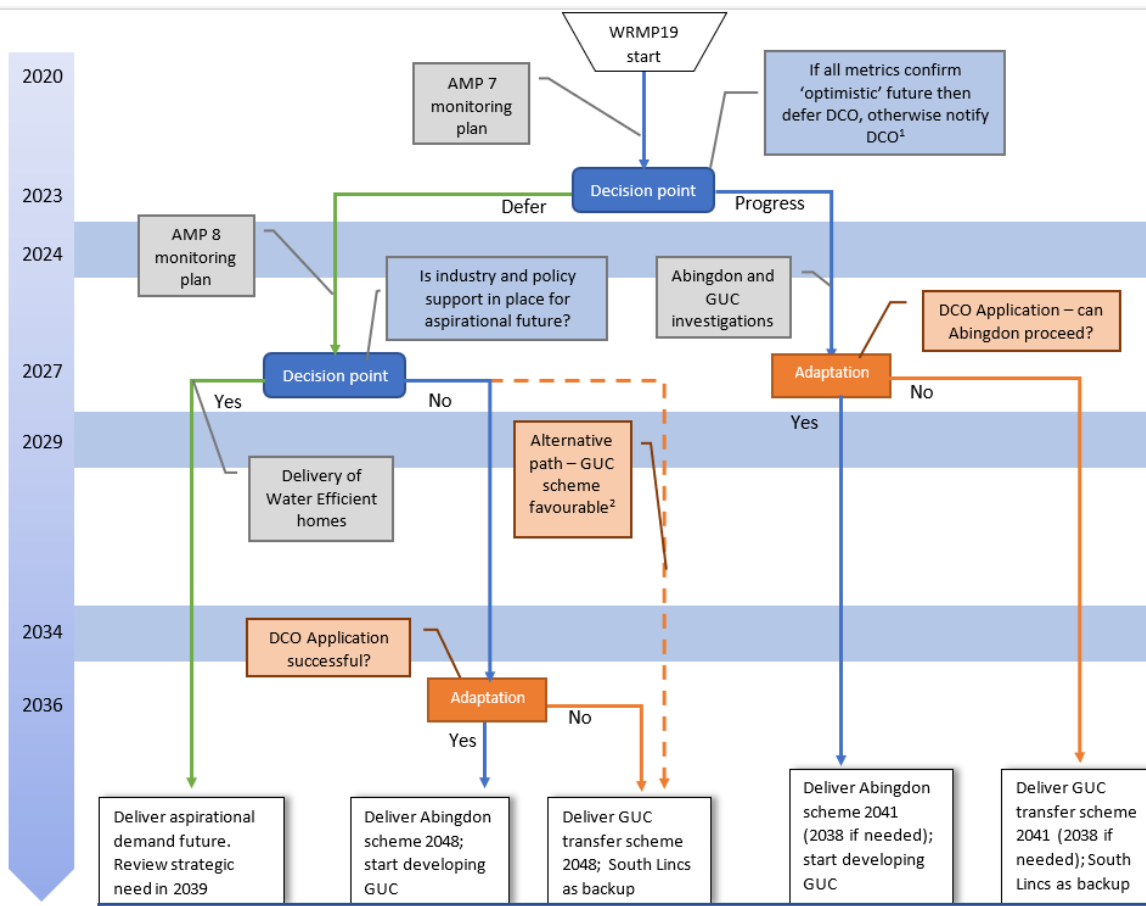 WRMP19
start
2020
AMP 7
monitoring
plan
If all metrics confirm
‘optimistic’ future then
defer DCO, otherwise notify
DCO¹
2023
Decision point
Defer
Progress
2024
AMP 8
monitoring
plan
Is industry and policy
support in place for
aspirational future?
Abingdon and
GUC
investigations
DCO Application – can
Abingdon proceed?
2027
Decision point
Adaptation
Yes
No
Yes
No
2029
Delivery of
Water Efficient
homes
Alternative
path – GUC
scheme
favourable²
2034
DCO Application
successful?
2036
Adaptation
No
Yes
Deliver aspirational
demand future.
Review strategic
need in 2039
Deliver Abingdon
scheme 2048;
start developing
GUC
Deliver GUC
transfer scheme
2048; South Lincs
as backup
Deliver Abingdon
scheme 2041
(2038 if needed);
start developing
GUC
Deliver GUC
transfer scheme
2041 (2038 if
needed); South
Lincs as backup